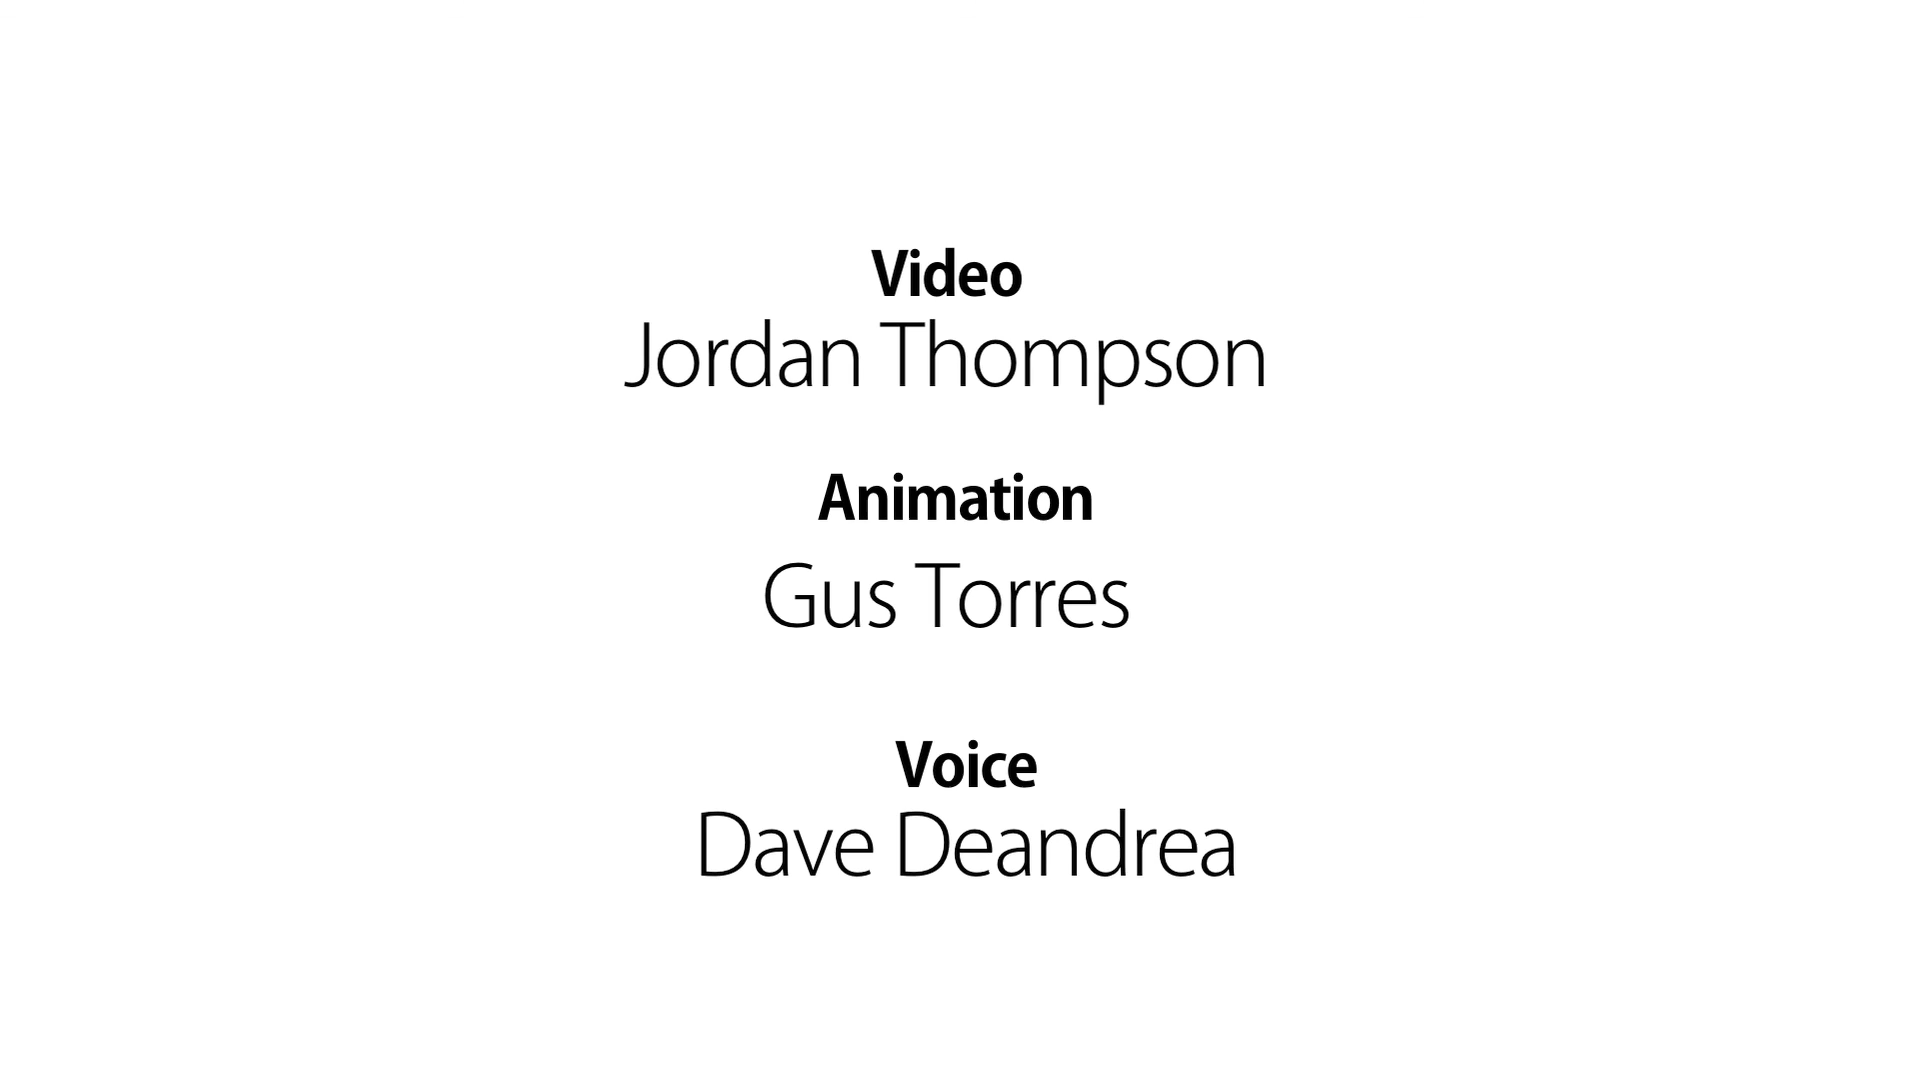 Video
Jordan Thompson
Animation
Gus Torres
Voice
Dave Deandrea